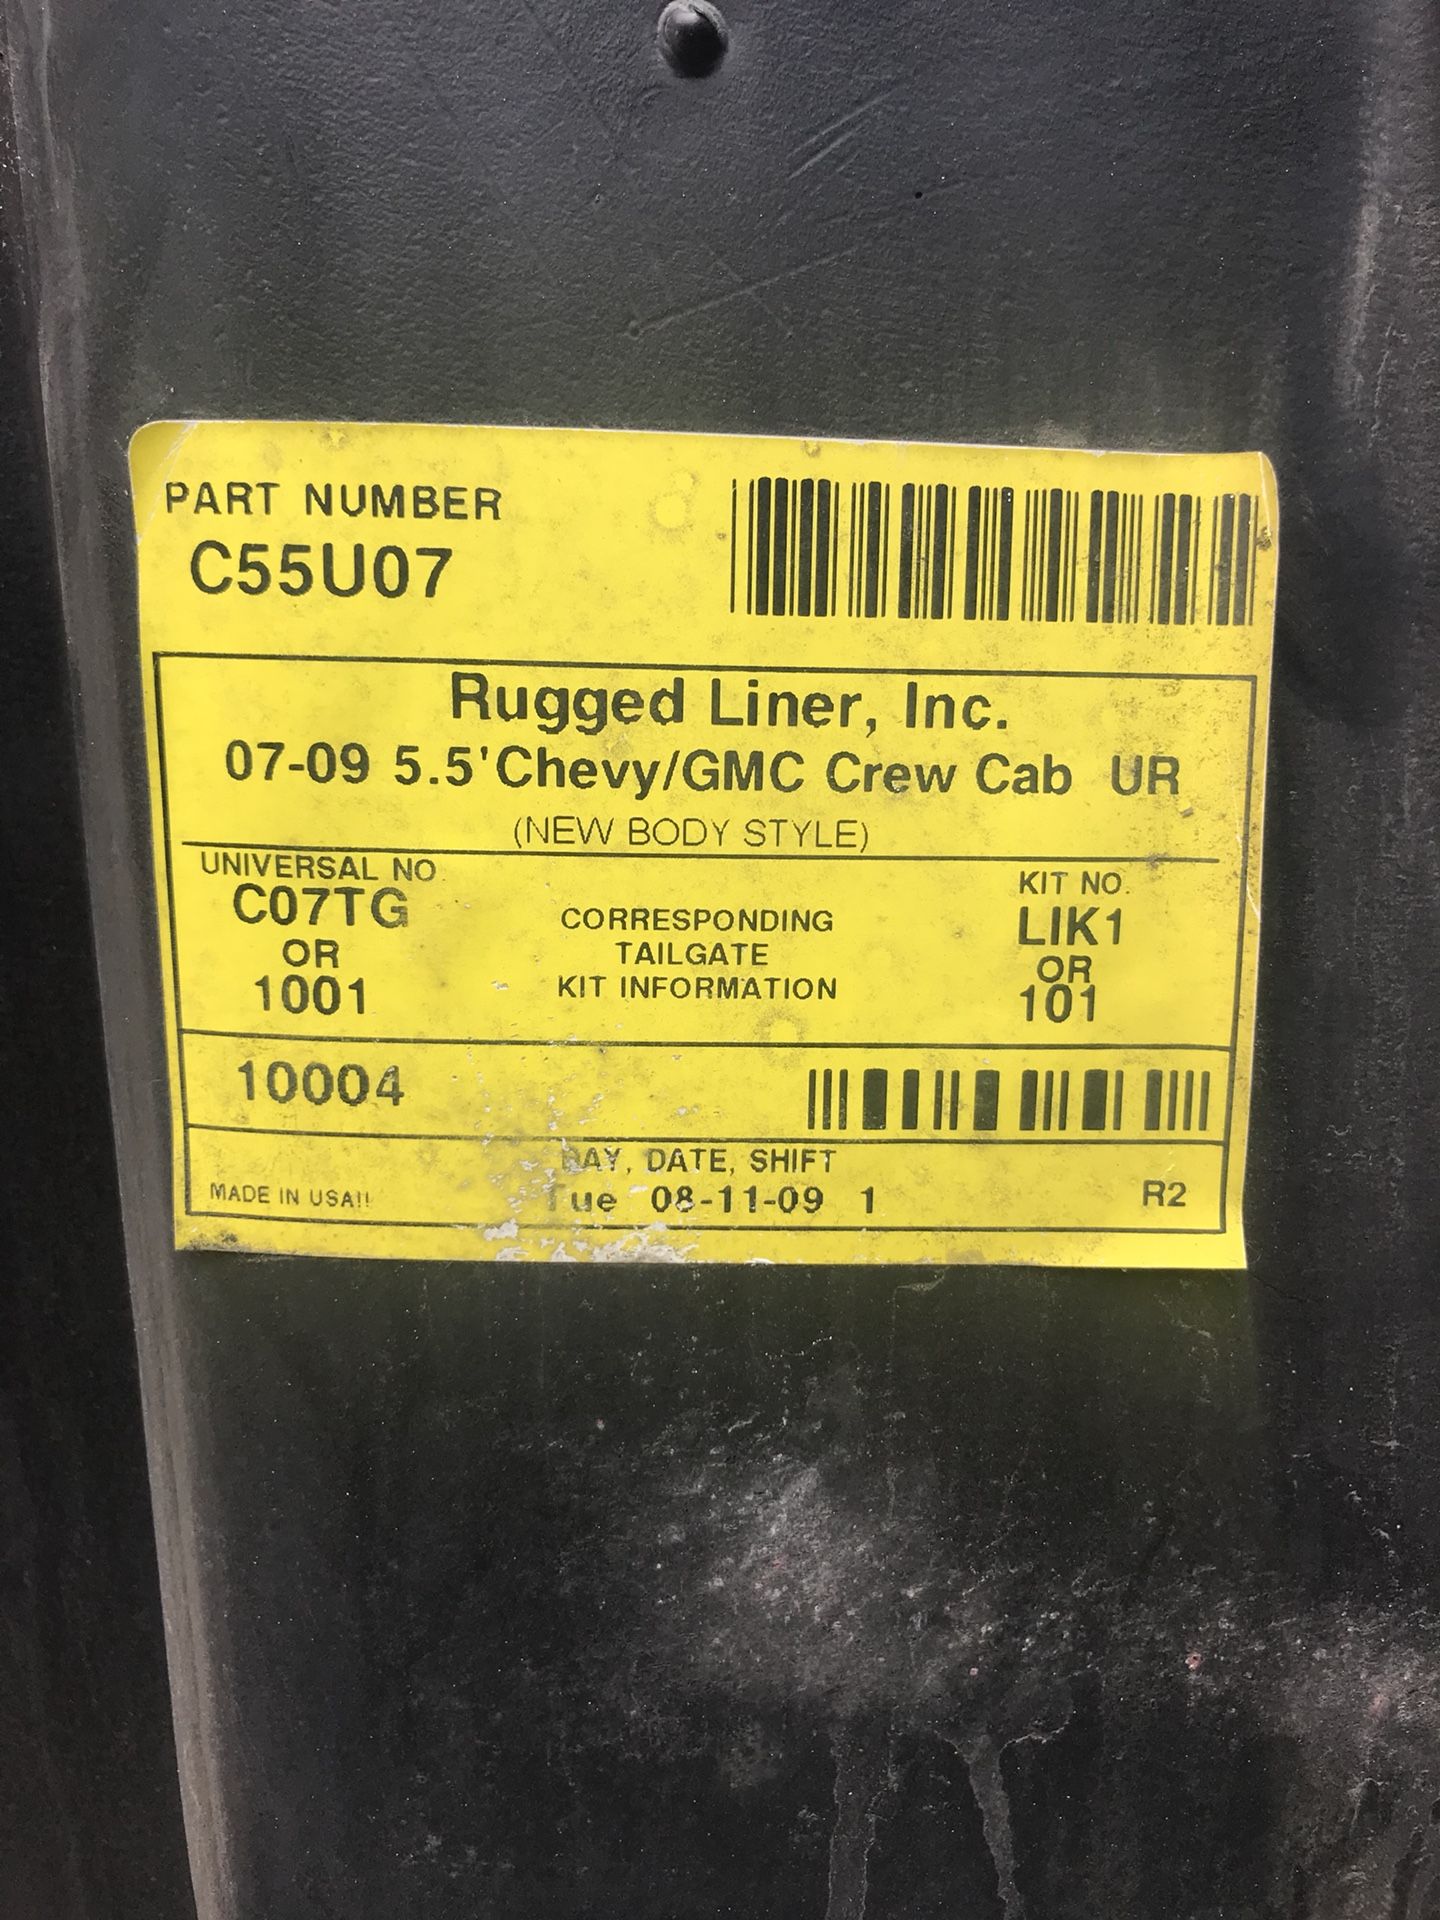 PART NUMBER
C55U07
Rugged Liner, Inc.
07-09 5.5'Chevy/GMC Crew Cab UR
(NEW BODY STYLE)
UNIVERSAL NO
C07TG
OR
1001
CORRESPONDING
TAILGATE
KIT INFORMATION
KIT NO.
LIK1
OR
101
10004
DAY, DATE, SHIFT
MADE IN USA!! Tue 08-11-09 1 R2